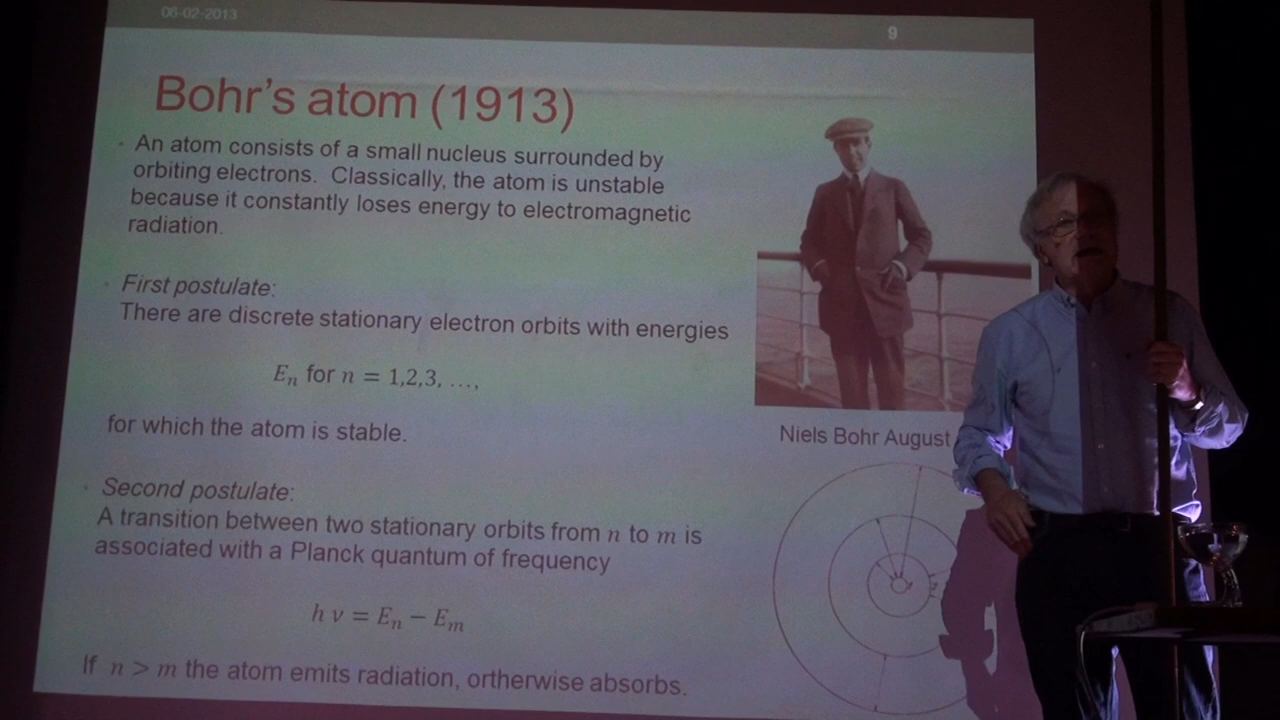 06-02-2013
9
Bohr's atom (1913)
An atom consists of a small nucleus surrounded by
orbiting electrons. Classically, the atom is unstable
because it constantly loses energy to electromagnetic
radiation.
First postulate:
There are discrete stationary electron orbits with energies
Eₙ for n = 1,2,3, …,
for which the atom is stable.
Niels Bohr August
Second postulate:
A transition between two stationary orbits from n to m is
associated with a Planck quantum of frequency
h ν = Eₙ − Eₘ
If n > m the atom emits radiation, ortherwise absorbs.